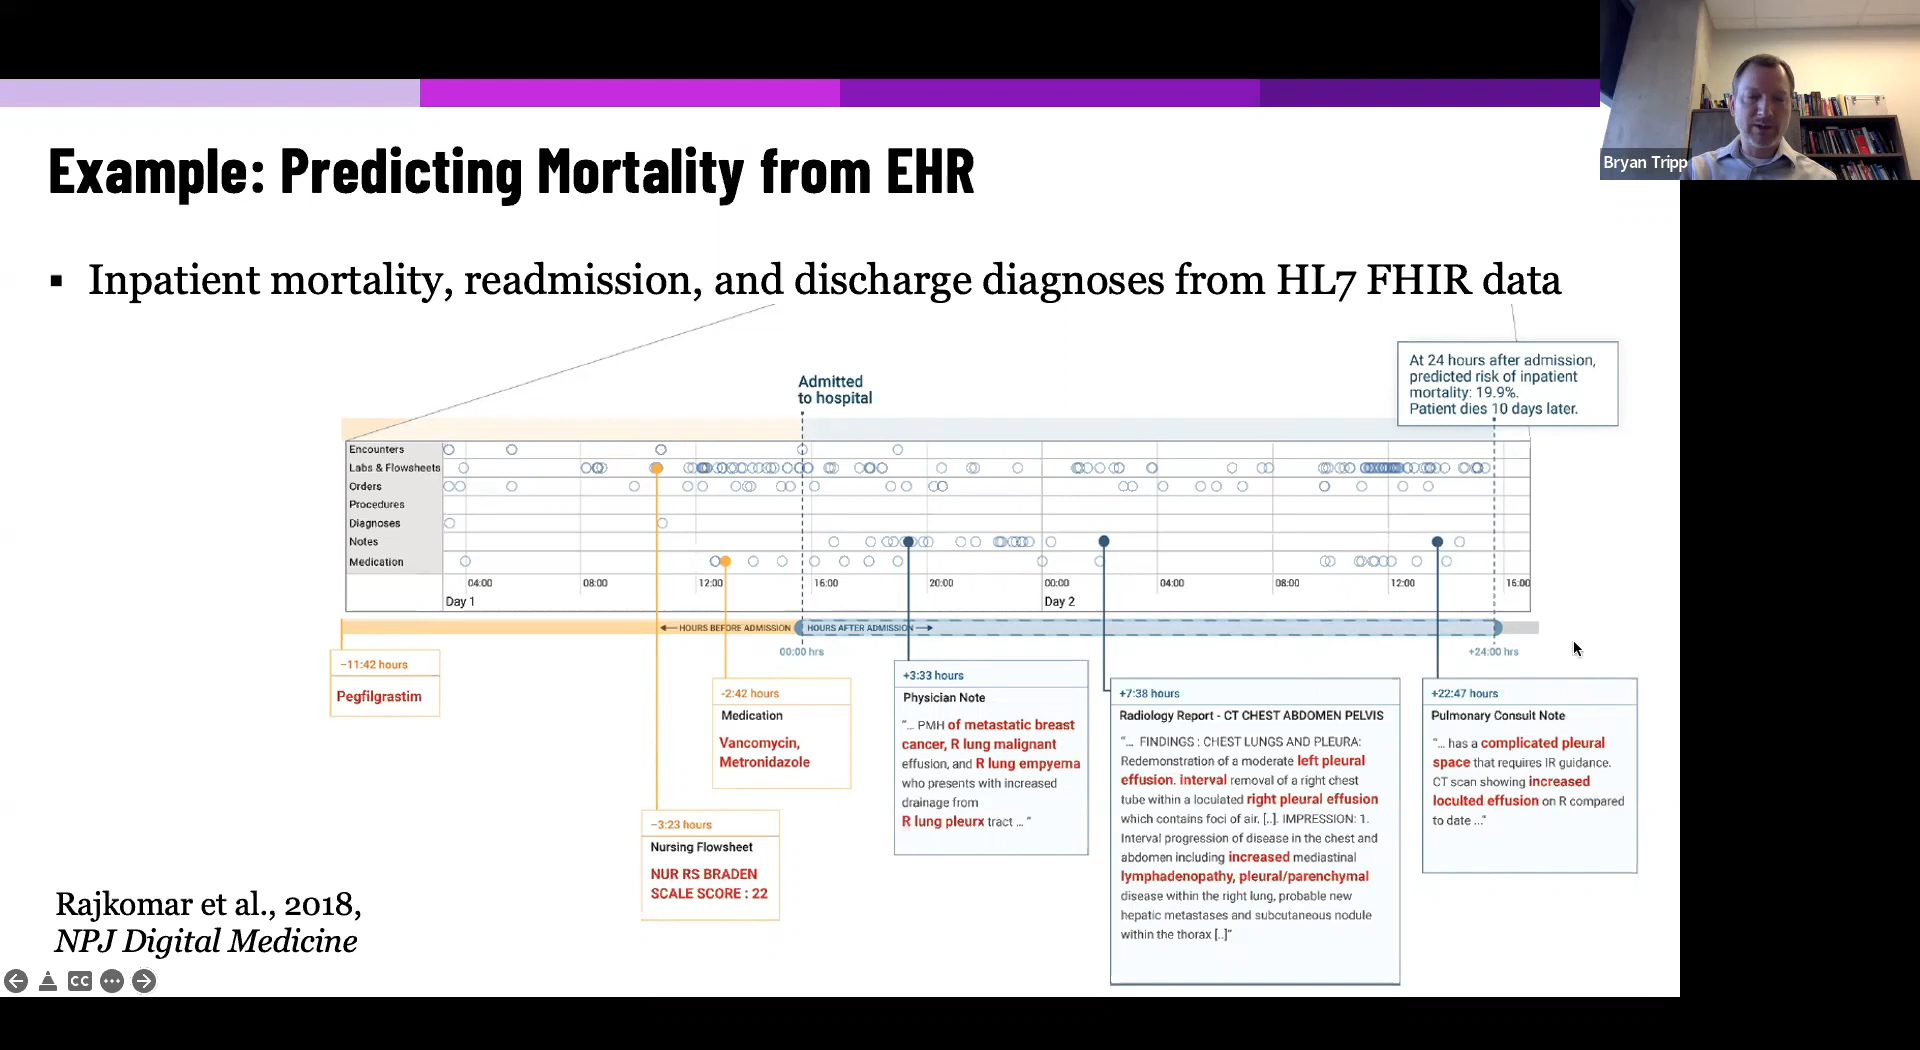 Bryan Tripp
Example: Predicting Mortality from EHR
▪ Inpatient mortality, readmission, and discharge diagnoses from HL7 FHIR data
At 24 hours after admission,
predicted risk of inpatient
mortality: 19.9%.
Patient dies 10 days later.
Admitted
to hospital
Encounters
Labs & Flowsheets
Orders
Procedures
Diagnoses
Notes
Medication
04:00 08:00 12:00 16:00 20:00 00:00 04:00 08:00 12:00 16:00
Day 1 Day 2
HOURS BEFORE ADMISSION HOURS AFTER ADMISSION
00:00 hrs +24:00 hrs
−11:42 hours
Pegfilgrastim
-2:42 hours
Medication
Vancomycin,
Metronidazole
−3:23 hours
Nursing Flowsheet
NUR RS BRADEN
SCALE SCORE : 22
+3:33 hours
Physician Note
"... PMH of metastatic breast
cancer, R lung malignant
effusion, and R lung empyema
who presents with increased
drainage from
R lung pleurx tract ... "
+7:38 hours
Radiology Report - CT CHEST ABDOMEN PELVIS
"... FINDINGS : CHEST LUNGS AND PLEURA:
Redemonstration of a moderate left pleural
effusion. Interval removal of a right chest
tube within a loculated right pleural effusion
which contains foci of air. [..]. IMPRESSION: 1.
Interval progression of disease in the chest and
abdomen including increased mediastinal
lymphadenopathy, pleural/parenchymal
disease within the right lung, probable new
hepatic metastases and subcutaneous nodule
within the thorax [..]"
+22:47 hours
Pulmonary Consult Note
"... has a complicated pleural
space that requires IR guidance.
CT scan showing increased
loculted effusion on R compared
to date ..."
Rajkomar et al., 2018,
NPJ Digital Medicine
CC